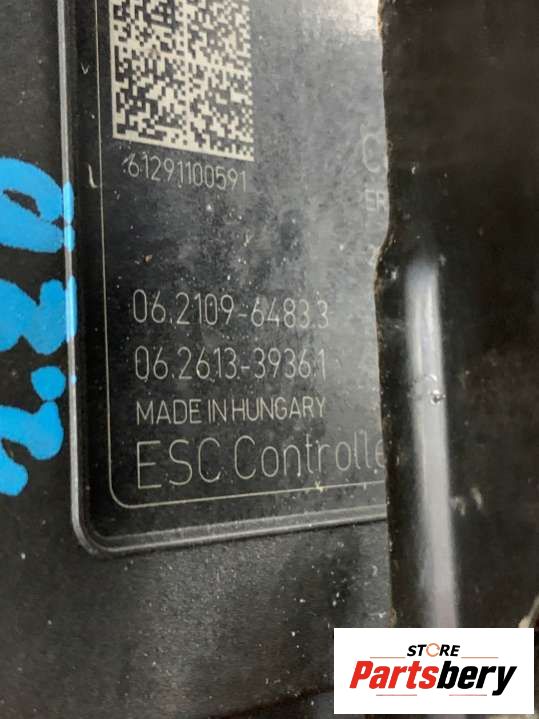 61291100591
06.2109-6483.3
06.2613-3936.1
MADE IN HUNGARY
ESC Controlle
STORE
Partsbery